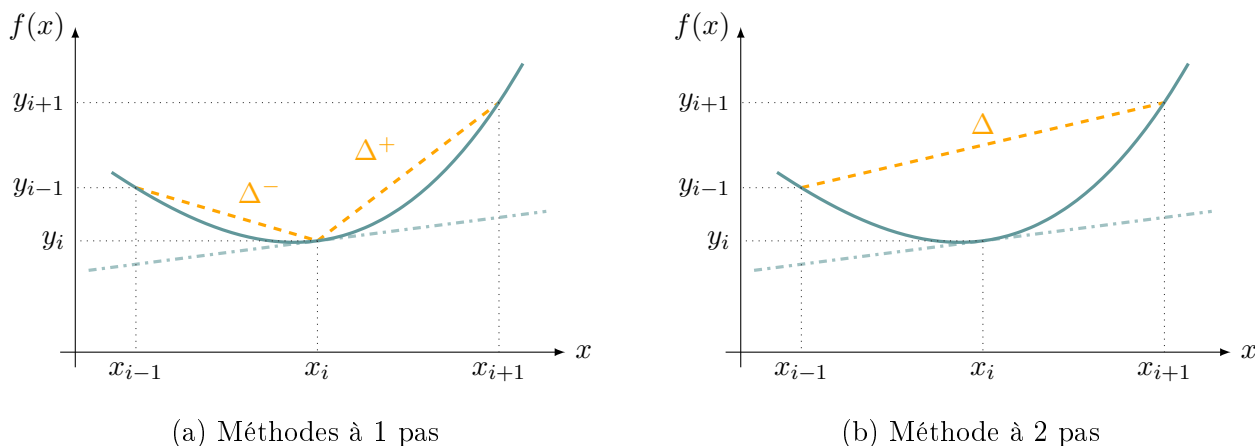 f(x)
y_{i+1}
y_{i−1}
y_i
Δ^+
Δ^−
x_{i−1} x_i x_{i+1} x
(a) Méthodes à 1 pas
f(x)
y_{i+1}
y_{i−1}
y_i
Δ
x_{i−1} x_i x_{i+1} x
(b) Méthode à 2 pas